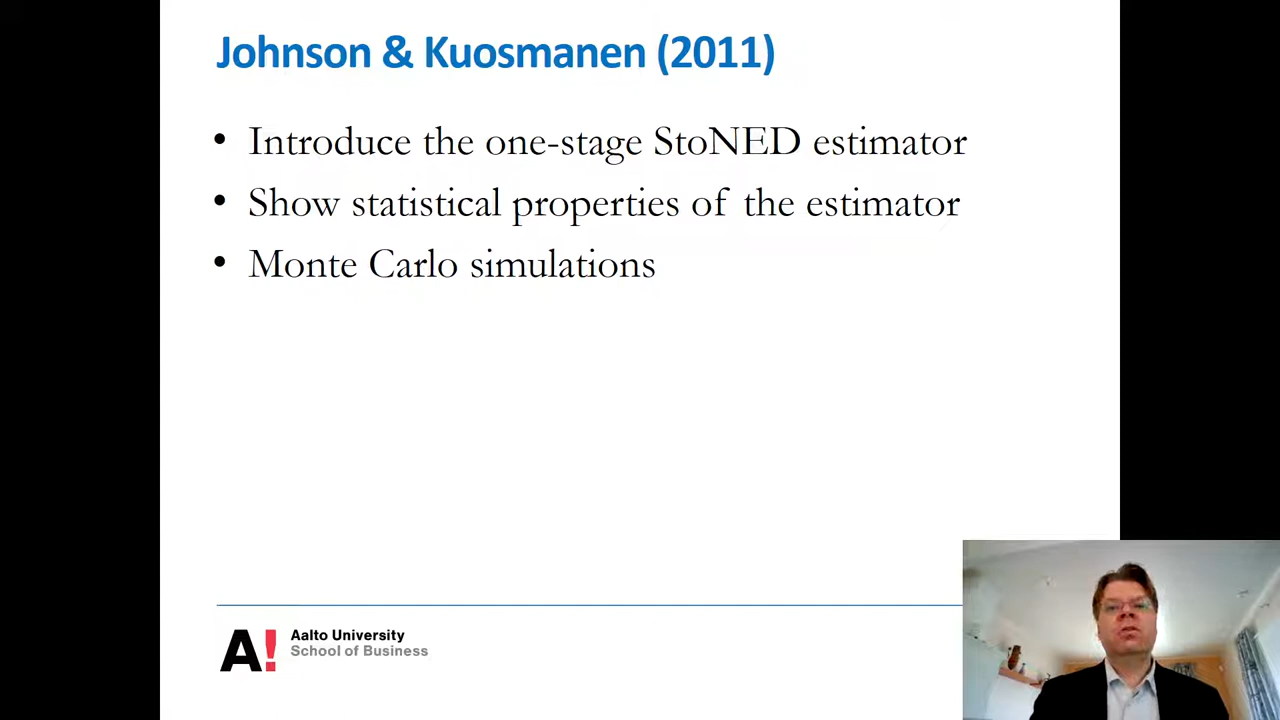 Johnson & Kuosmanen (2011)
• Introduce the one-stage StoNED estimator
• Show statistical properties of the estimator
• Monte Carlo simulations
A! Aalto University
School of Business